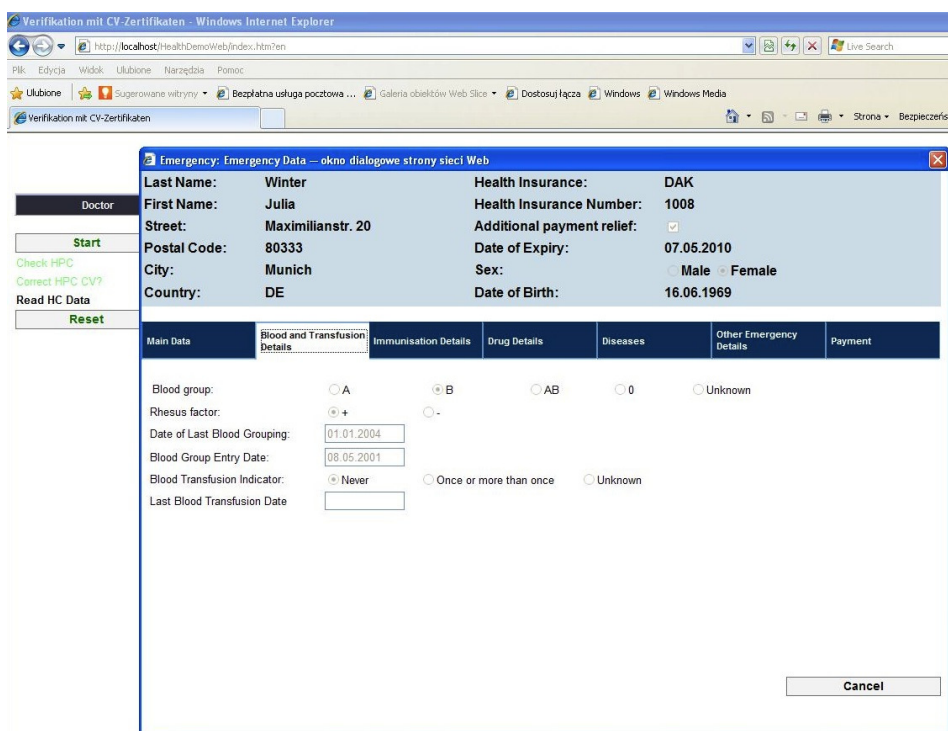 Verifikation mit CV-Zertifikaten - Windows Internet Explorer
http://localhost/HealthDemoWeb/index.htm?en
Live Search
Plik Edycja Widok Ulubione Narzędzia Pomoc
Ulubione Sugerowane witryny Bezpłatna usługa pocztowa ... Galeria obiektów Web Slice Dostosuj łącza Windows Windows Media
Verifikation mit CV-Zertifikaten Strona Bezpieczeńs
Emergency: Emergency Data -- okno dialogowe strony sieci Web
Last Name: Winter Health Insurance: DAK
Doctor
First Name: Julia Health Insurance Number: 1008
Street: Maximilianstr. 20 Additional payment relief:
Start
Postal Code: 80333 Date of Expiry: 07.05.2010
Check HPC
City: Munich Sex: Male Female
Correct HPC CV?
Country: DE Date of Birth: 16.06.1969
Read HC Data
Reset
Main Data
Blood and Transfusion Details
Immunisation Details
Drug Details
Diseases
Other Emergency Details
Payment
Blood group: A B AB 0 Unknown
Rhesus factor: + -
Date of Last Blood Grouping: 01.01.2004
Blood Group Entry Date: 08.05.2001
Blood Transfusion Indicator: Never Once or more than once Unknown
Last Blood Transfusion Date
Cancel